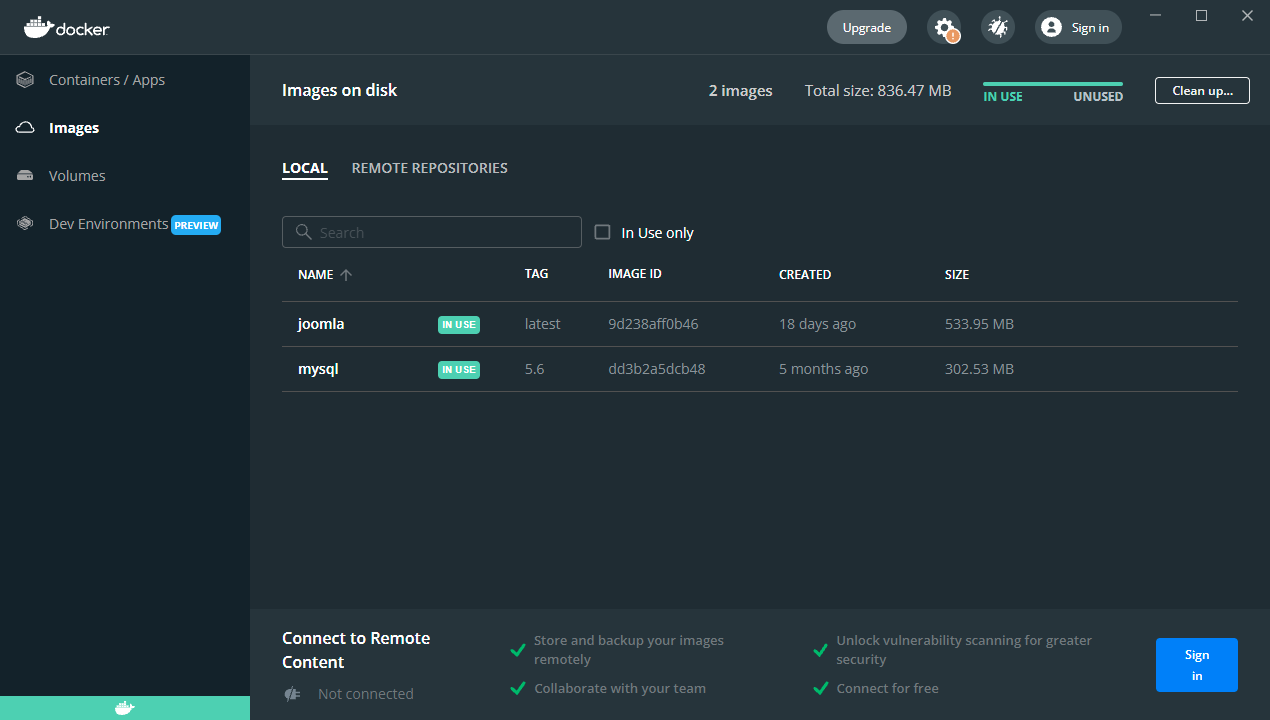 docker
Upgrade
Sign in
Containers / Apps
Images
Volumes
Dev Environments PREVIEW
Images on disk
2 images
Total size: 836.47 MB
IN USE
UNUSED
Clean up...
LOCAL
REMOTE REPOSITORIES
Search
In Use only
NAME TAG IMAGE ID CREATED SIZE
joomla IN USE latest 9d238aff0b46 18 days ago 533.95 MB
mysql IN USE 5.6 dd3b2a5dcb48 5 months ago 302.53 MB
Connect to Remote
Content
Not connected
Store and backup your images
remotely
Collaborate with your team
Unlock vulnerability scanning for greater
security
Connect for free
Sign
in